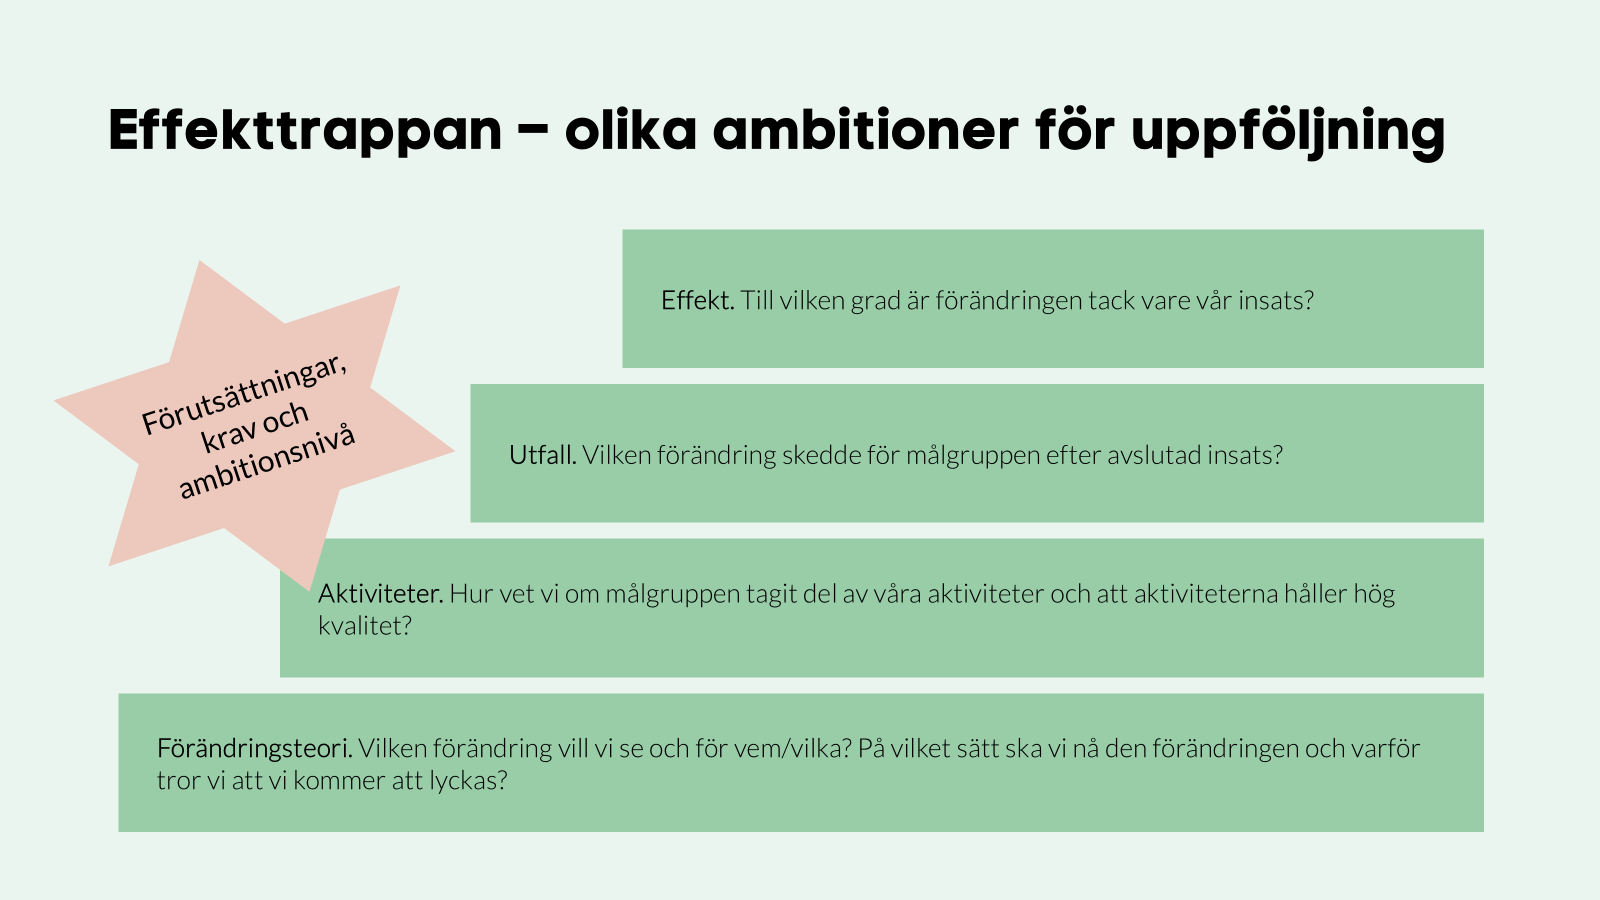 Effekttrappan – olika ambitioner för uppföljning
Förutsättningar,
krav och
ambitionsnivå
Effekt. Till vilken grad är förändringen tack vare vår insats?
Utfall. Vilken förändring skedde för målgruppen efter avslutad insats?
Aktiviteter. Hur vet vi om målgruppen tagit del av våra aktiviteter och att aktiviteterna håller hög
kvalitet?
Förändringsteori. Vilken förändring vill vi se och för vem/vilka? På vilket sätt ska vi nå den förändringen och varför
tror vi att vi kommer att lyckas?